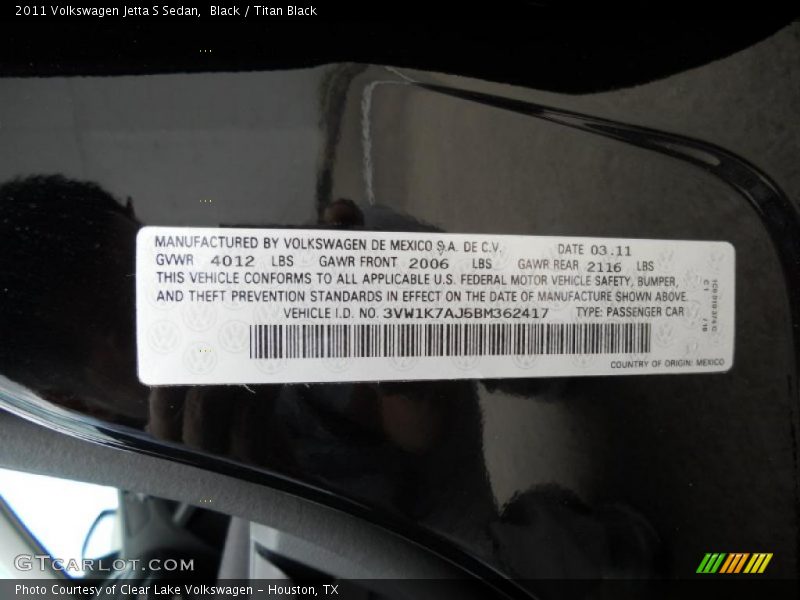 2011 Volkswagen Jetta S Sedan, Black / Titan Black
MANUFACTURED BY VOLKSWAGEN DE MEXICO S.A. DE C.V. DATE 03.11
GVWR 4012 LBS GAWR FRONT 2006 LBS GAWR REAR 2116 LBS
THIS VEHICLE CONFORMS TO ALL APPLICABLE U.S. FEDERAL MOTOR VEHICLE SAFETY, BUMPER,
AND THEFT PREVENTION STANDARDS IN EFFECT ON THE DATE OF MANUFACTURE SHOWN ABOVE.
VEHICLE I.D. NO. 3VW1K7AJ5BM362417 TYPE: PASSENGER CAR
COUNTRY OF ORIGIN: MEXICO
GTcarlot.com
Photo Courtesy of Clear Lake Volkswagen - Houston, TX